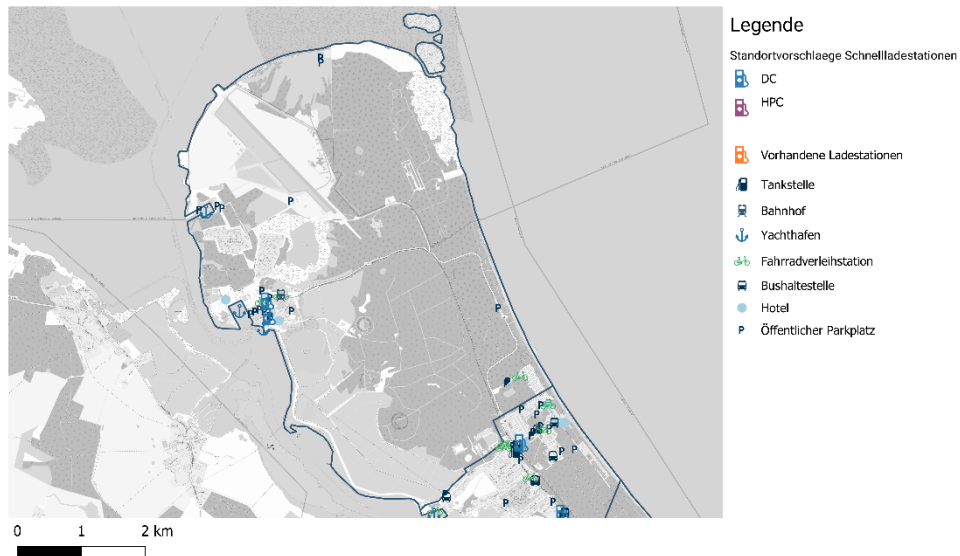 Legende
Standortvorschlaege Schnellladestationen
DC
HPC
Vorhandene Ladestationen
Tankstelle
Bahnhof
Yachthafen
Fahrradverleihstation
Bushaltestelle
Hotel
P Öffentlicher Parkplatz
0 1 2 km